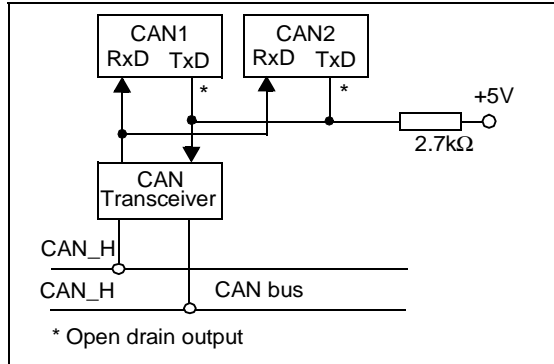 CAN1
CAN2
RxD TxD
RxD TxD
*
*
+5V
2.7kΩ
CAN
Transceiver
CAN_H
CAN_H
CAN bus
* Open drain output